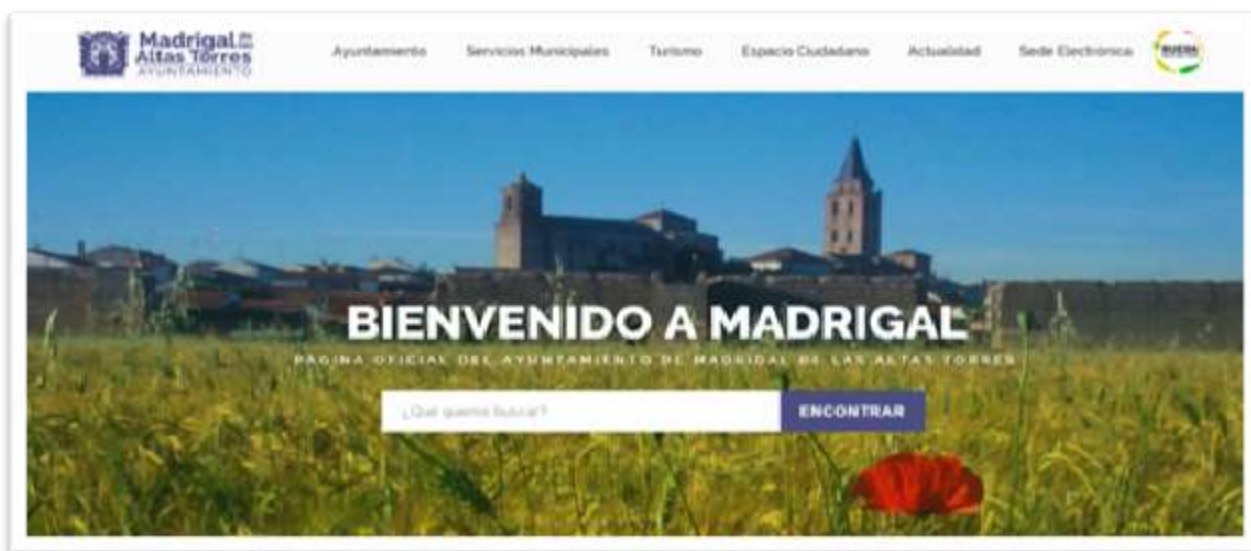 Madrigal de las
Altas Torres
AYUNTAMIENTO
Ayuntamiento Servicios Municipales Turismo Espacio Ciudadano Actualidad Sede Electrónica RUEDA
BIENVENIDO A MADRIGAL
PÁGINA OFICIAL DEL AYUNTAMIENTO DE MADRIGAL DE LAS ALTAS TORRES
¿Qué quieres buscar? ENCONTRAR